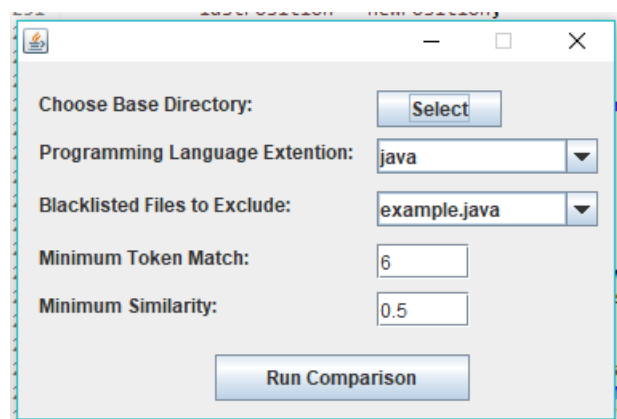 Choose Base Directory: Select
Programming Language Extention: java
Blacklisted Files to Exclude: example.java
Minimum Token Match: 6
Minimum Similarity: 0.5
Run Comparison